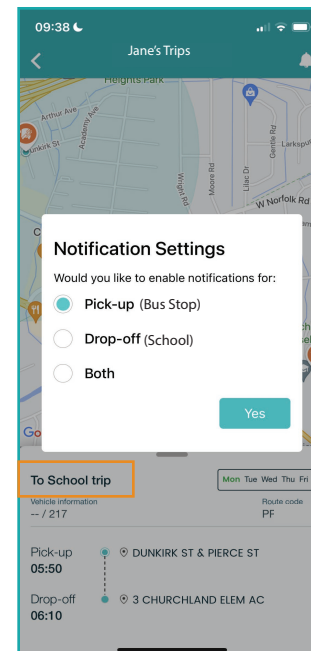 09:38
Jane's Trips
Heights Park
Arthur Ave
Academy Ave
unkirk St
Wright Rd
Moore Rd
Lilac Dr
Gentle Rd
Larkspu
W Norfolk Rd
Notification Settings
Would you like to enable notifications for:
Pick-up (Bus Stop)
Drop-off (School)
Both
Yes
Go
To School trip
Mon Tue Wed Thu Fri
Vehicle information
Route code
-- / 217
PF
Pick-up
DUNKIRK ST & PIERCE ST
05:50
Drop-off
3 CHURCHLAND ELEM AC
06:10